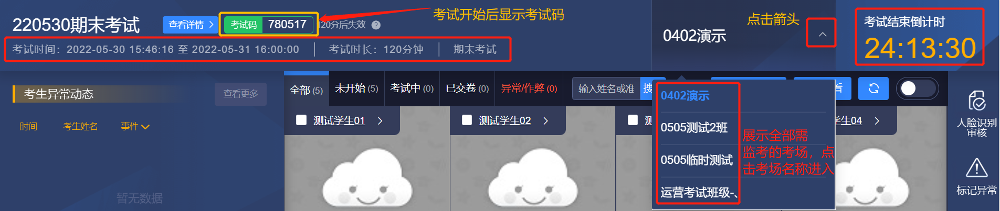 220530期末考试
查看详情
考试码 780517
120分后失效 ?
考试开始后显示考试码
考试时间：2022-05-30 15:46:16 至 2022-05-31 16:00:00
考试时长：120分钟
期末考试
0402演示
点击箭头
考试结束倒计时
24:13:30
考生异常动态
查看更多
时间
考生姓名
事件
暂无数据
全部 (5)
未开始 (5)
考试中 (0)
已交卷 (0)
异常/作弊 (0)
输入姓名或准
看
测试学生01
测试学生02
学生04
0402演示
0505测试2班
0505临时测试
运营考试班级-、
展示全部需
监考的考场，点
击考场名称进入
人脸识别
审核
标记异常